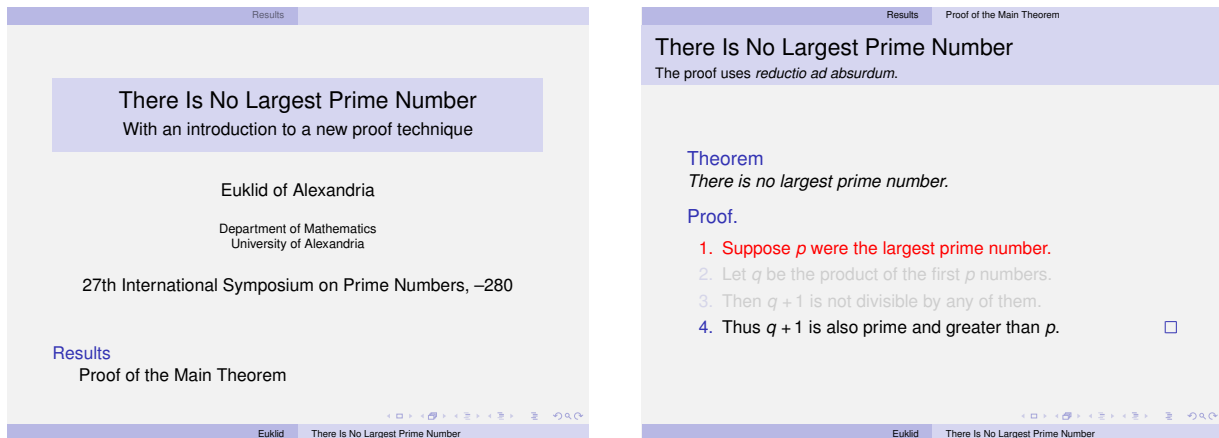 Results
There Is No Largest Prime Number
With an introduction to a new proof technique
Euklid of Alexandria
Department of Mathematics
University of Alexandria
27th International Symposium on Prime Numbers, –280
Results
Proof of the Main Theorem
Euklid There Is No Largest Prime Number
Results Proof of the Main Theorem
There Is No Largest Prime Number
The proof uses reductio ad absurdum.
Theorem
There is no largest prime number.
Proof.
1. Suppose p were the largest prime number.
2. Let q be the product of the first p numbers.
3. Then q + 1 is not divisible by any of them.
4. Thus q + 1 is also prime and greater than p.
Euklid There Is No Largest Prime Number